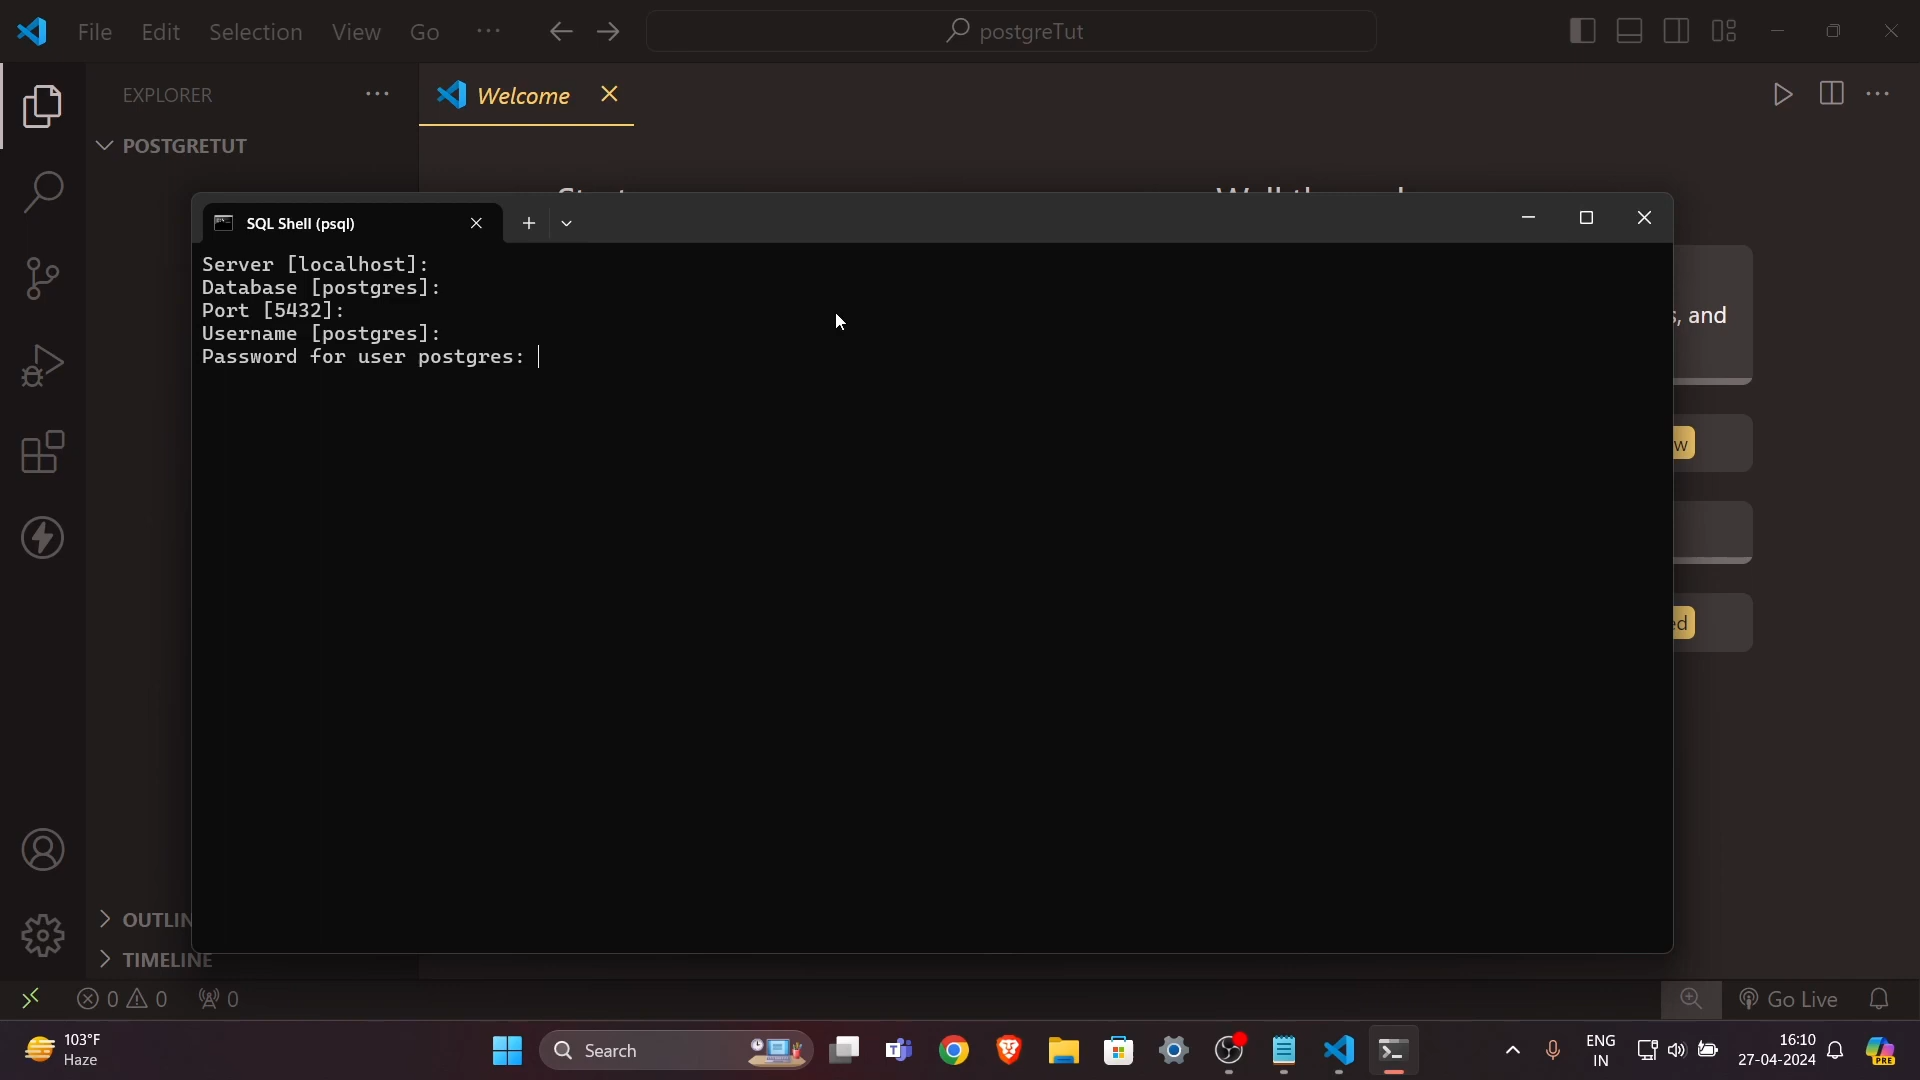 File Edit Selection View Go ... postgreTut
EXPLORER ...
Welcome
POSTGRETUT
SQL Shell (psql)
Server [localhost]:
Database [postgres]:
Port [5432]:
Username [postgres]:
Password for user postgres:
, and
w
ed
OUTLIN
TIMELINE
0 0 0
Go Live
103°F
Haze
Search
ENG
IN
16:10
27-04-2024
PRE